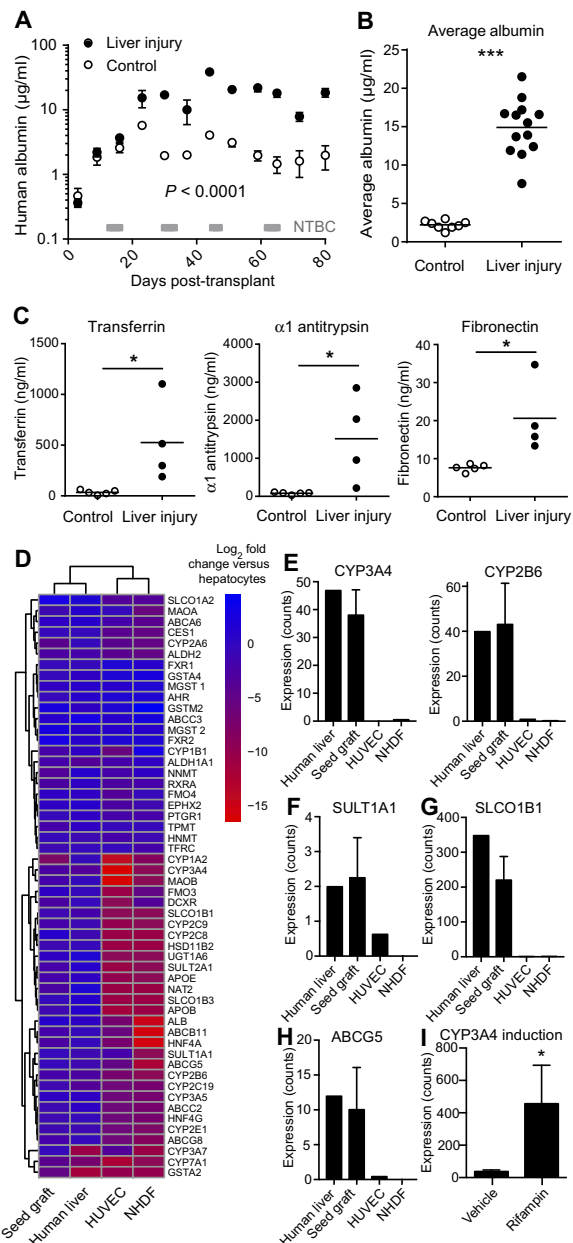 A
Liver injury
Control
Human albumin (µg/ml)
100
10
1
0.1
P < 0.0001
NTBC
0 20 40 60 80
Days post-transplant
B
Average albumin
***
Average albumin (µg/ml)
25
20
15
10
5
0
Control Liver injury
C
Transferrin
*
Transferrin (ng/ml)
1500
1000
500
0
Control Liver injury
α1 antitrypsin
*
α1 antitrypsin (ng/ml)
4000
3000
2000
1000
0
Control Liver injury
Fibronectin
*
Fibronectin (ng/ml)
40
30
20
10
0
Control Liver injury
D
Log2 fold
change versus
hepatocytes
0
−5
−10
−15
SLCO1A2
MAOA
ABCA6
CES1
CYP2A6
ALDH2
FXR1
GSTA4
MGST 1
AHR
GSTM2
ABCC3
MGST 2
FXR2
CYP1B1
ALDH1A1
NNMT
RXRA
FMO4
EPHX2
PTGR1
TPMT
HNMT
TFRC
CYP1A2
CYP3A4
MAOB
FMO3
DCXR
SLCO1B1
CYP2C9
CYP2C8
HSD11B2
UGT1A6
SULT2A1
APOE
NAT2
SLCO1B3
APOB
ALB
ABCB11
HNF4A
SULT1A1
ABCG5
CYP2B6
CYP2C19
CYP3A5
ABCC2
HNF4G
CYP2E1
ABCG8
CYP3A7
CYP7A1
GSTA2
Seed graft
Human liver
HUVEC
NHDF
E
CYP3A4
Expression (counts)
50
40
30
20
10
0
Human liver
Seed graft
HUVEC
NHDF
CYP2B6
Expression (counts)
60
40
20
0
Human liver
Seed graft
HUVEC
NHDF
F
SULT1A1
Expression (counts)
4
3
2
1
0
Human liver
Seed graft
HUVEC
NHDF
G
SLCO1B1
Expression (counts)
400
300
200
100
0
Human liver
Seed graft
HUVEC
NHDF
H
ABCG5
Expression (counts)
20
15
10
5
0
Human liver
Seed graft
HUVEC
NHDF
I
CYP3A4 induction
*
Expression (counts)
800
600
400
200
0
Vehicle
Rifampin